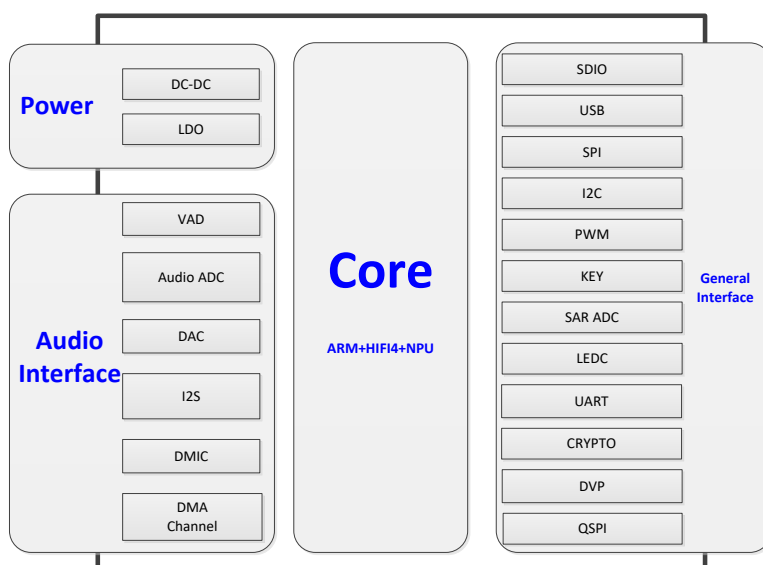 Power
DC-DC
LDO
Audio
Interface
VAD
Audio ADC
DAC
I2S
DMIC
DMA
Channel
Core
ARM+HIFI4+NPU
SDIO
USB
SPI
I2C
PWM
KEY
SAR ADC
LEDC
UART
CRYPTO
DVP
QSPI
General
Interface